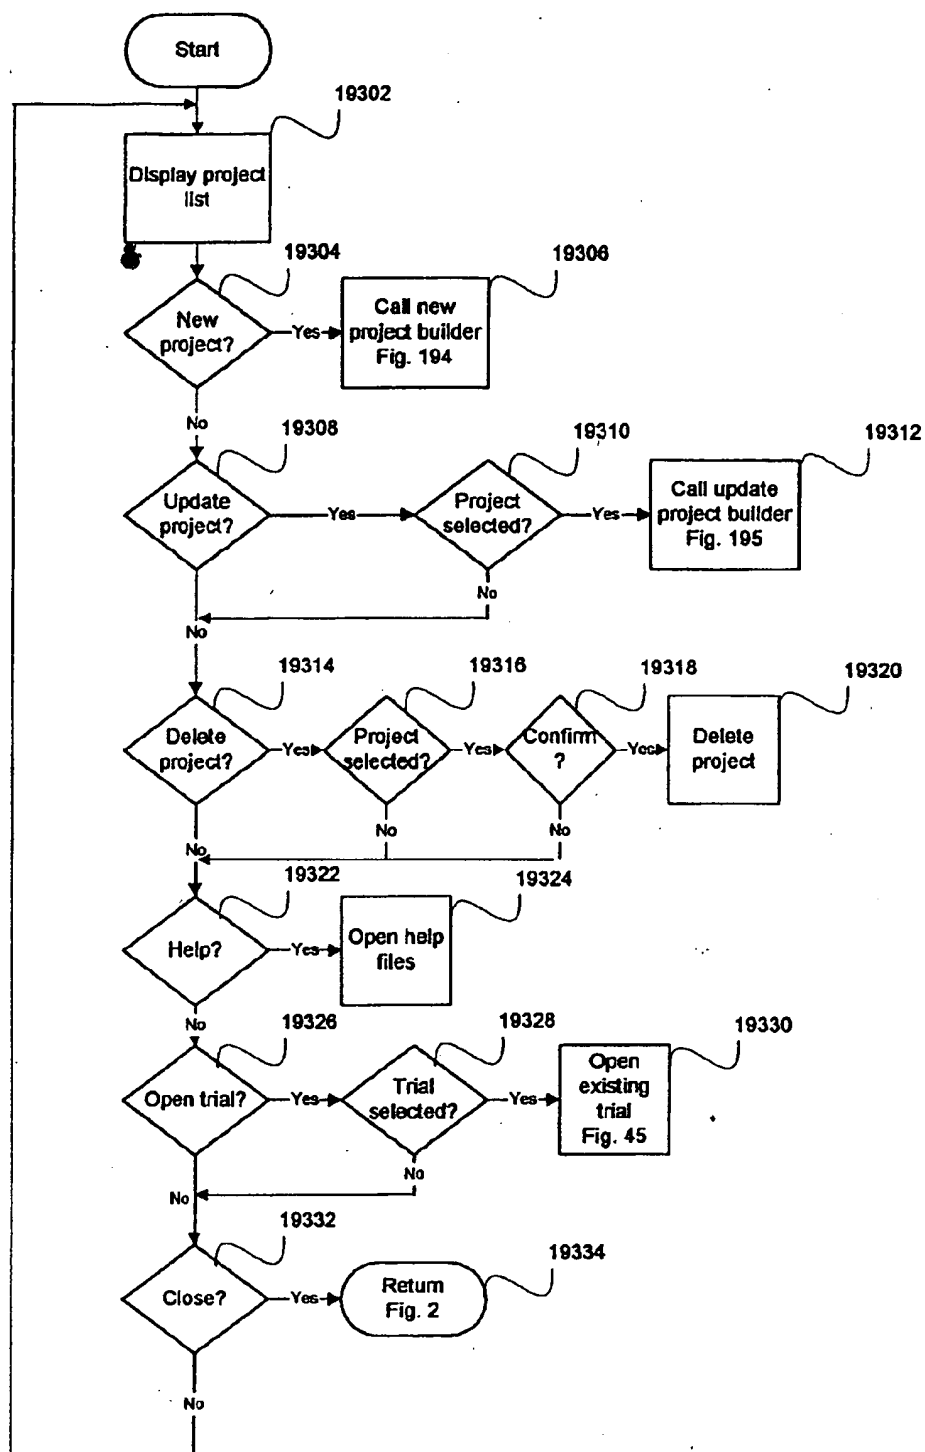 Start
19302
Display project
list
19304
19306
New
project?
Yes
Call new
project builder
Fig. 194
No
19308
19310
19312
Update
project?
Yes
Project
selected?
Yes
Call update
project builder
Fig. 195
No
No
19314
19316
19318
19320
Delete
project?
Yes
Project
selected?
Yes
Confirm
?
Yes
Delete
project
No
No
No
19322
19324
Help?
Yes
Open help
files
No
19326
19328
19330
Open trial?
Yes
Trial
selected?
Yes
Open
existing
trial
Fig. 45
No
No
19332
19334
Close?
Yes
Return
Fig. 2
No